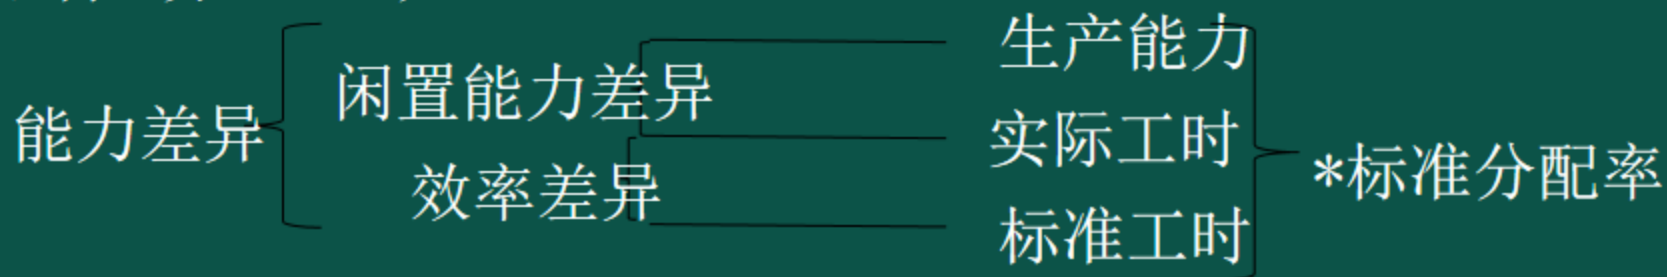 能力差异
闲置能力差异
效率差异
生产能力
实际工时
标准工时
*标准分配率